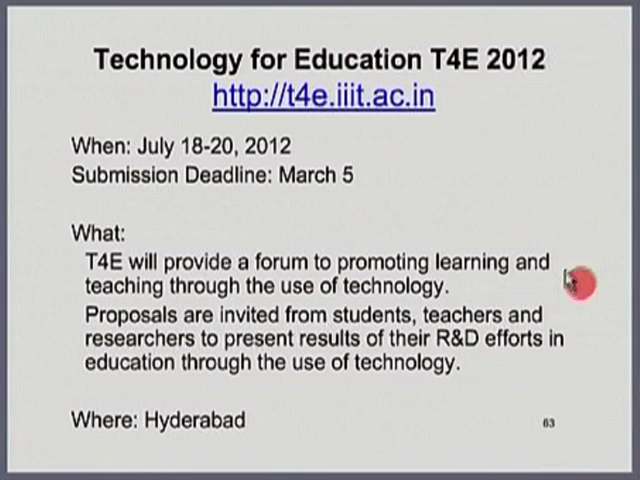 Technology for Education T4E 2012
http://t4e.iiit.ac.in
When: July 18-20, 2012
Submission Deadline: March 5
What:
T4E will provide a forum to promoting learning and
teaching through the use of technology.
Proposals are invited from students, teachers and
researchers to present results of their R&D efforts in
education through the use of technology.
Where: Hyderabad
63